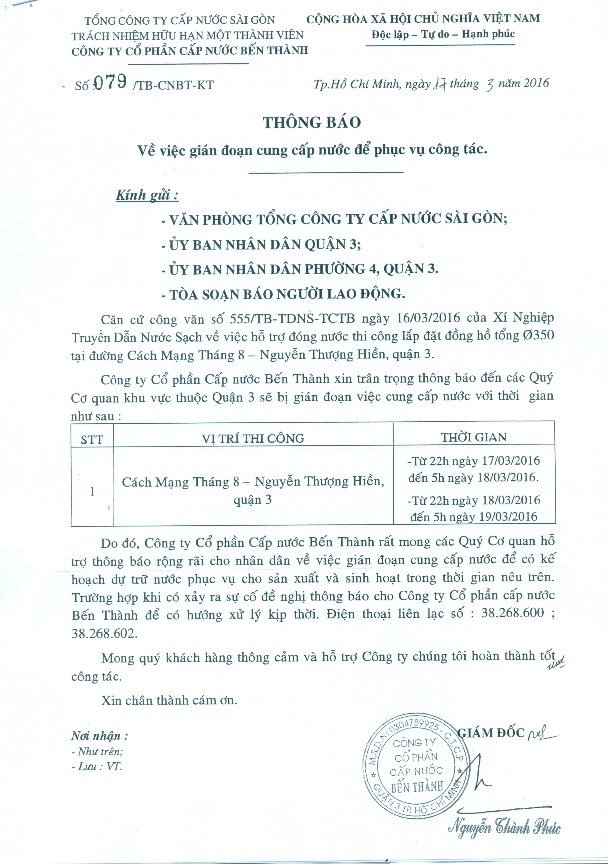 TỔNG CÔNG TY CẤP NƯỚC SÀI GÒN
TRÁCH NHIỆM HỮU HẠN MỘT THÀNH VIÊN
CÔNG TY CỔ PHẦN CẤP NƯỚC BẾN THÀNH
CỘNG HÒA XÃ HỘI CHỦ NGHĨA VIỆT NAM
Độc lập – Tự do – Hạnh phúc
Số 079 /TB-CNBT-KT
Tp.Hồ Chí Minh, ngày 17 tháng 3 năm 2016
THÔNG BÁO
Về việc gián đoạn cung cấp nước để phục vụ công tác.
Kính gửi :
- VĂN PHÒNG TỔNG CÔNG TY CẤP NƯỚC SÀI GÒN;
- ỦY BAN NHÂN DÂN QUẬN 3;
- ỦY BAN NHÂN DÂN PHƯỜNG 4, QUẬN 3.
- TÒA SOẠN BÁO NGƯỜI LAO ĐỘNG.
Căn cứ công văn số 555/TB-TDNS-TCTB ngày 16/03/2016 của Xí Nghiệp
Truyền Dẫn Nước Sạch về việc hỗ trợ đóng nước thi công lắp đặt đồng hồ tổng Ø350
tại đường Cách Mạng Tháng 8 – Nguyễn Thượng Hiền, quận 3.
Công ty Cổ phần Cấp nước Bến Thành xin trân trọng thông báo đến các Quý
Cơ quan khu vực thuộc Quận 3 sẽ bị gián đoạn việc cung cấp nước với thời gian
như sau :
STT VỊ TRÍ THI CÔNG THỜI GIAN
1 Cách Mạng Tháng 8 – Nguyễn Thượng Hiền,
quận 3
-Từ 22h ngày 17/03/2016
đến 5h ngày 18/03/2016.
-Từ 22h ngày 18/03/2016
đến 5h ngày 19/03/2016
Do đó, Công ty Cổ phần Cấp nước Bến Thành rất mong các Quý Cơ quan hỗ
trợ thông báo rộng rãi cho nhân dân về việc gián đoạn cung cấp nước để có kế
hoạch dự trữ nước phục vụ cho sản xuất và sinh hoạt trong thời gian nêu trên.
Trường hợp khi có xảy ra sự cố đề nghị thông báo cho Công ty Cổ phần cấp nước
Bến Thành để có hướng xử lý kịp thời. Điện thoại liên lạc số : 38.268.600 ;
38.268.602.
Mong quý khách hàng thông cảm và hỗ trợ Công ty chúng tôi hoàn thành tốt
công tác.
Xin chân thành cám ơn.
Nơi nhận :
- Như trên;
- Lưu : VT.
GIÁM ĐỐC
M.S.D.N:0304789925 - C.T.C.P
CÔNG TY
CỔ PHẦN
CẤP NƯỚC
BẾN THÀNH
QUẬN 3 TP. HỒ CHÍ MINH
Nguyễn Thành Phúc